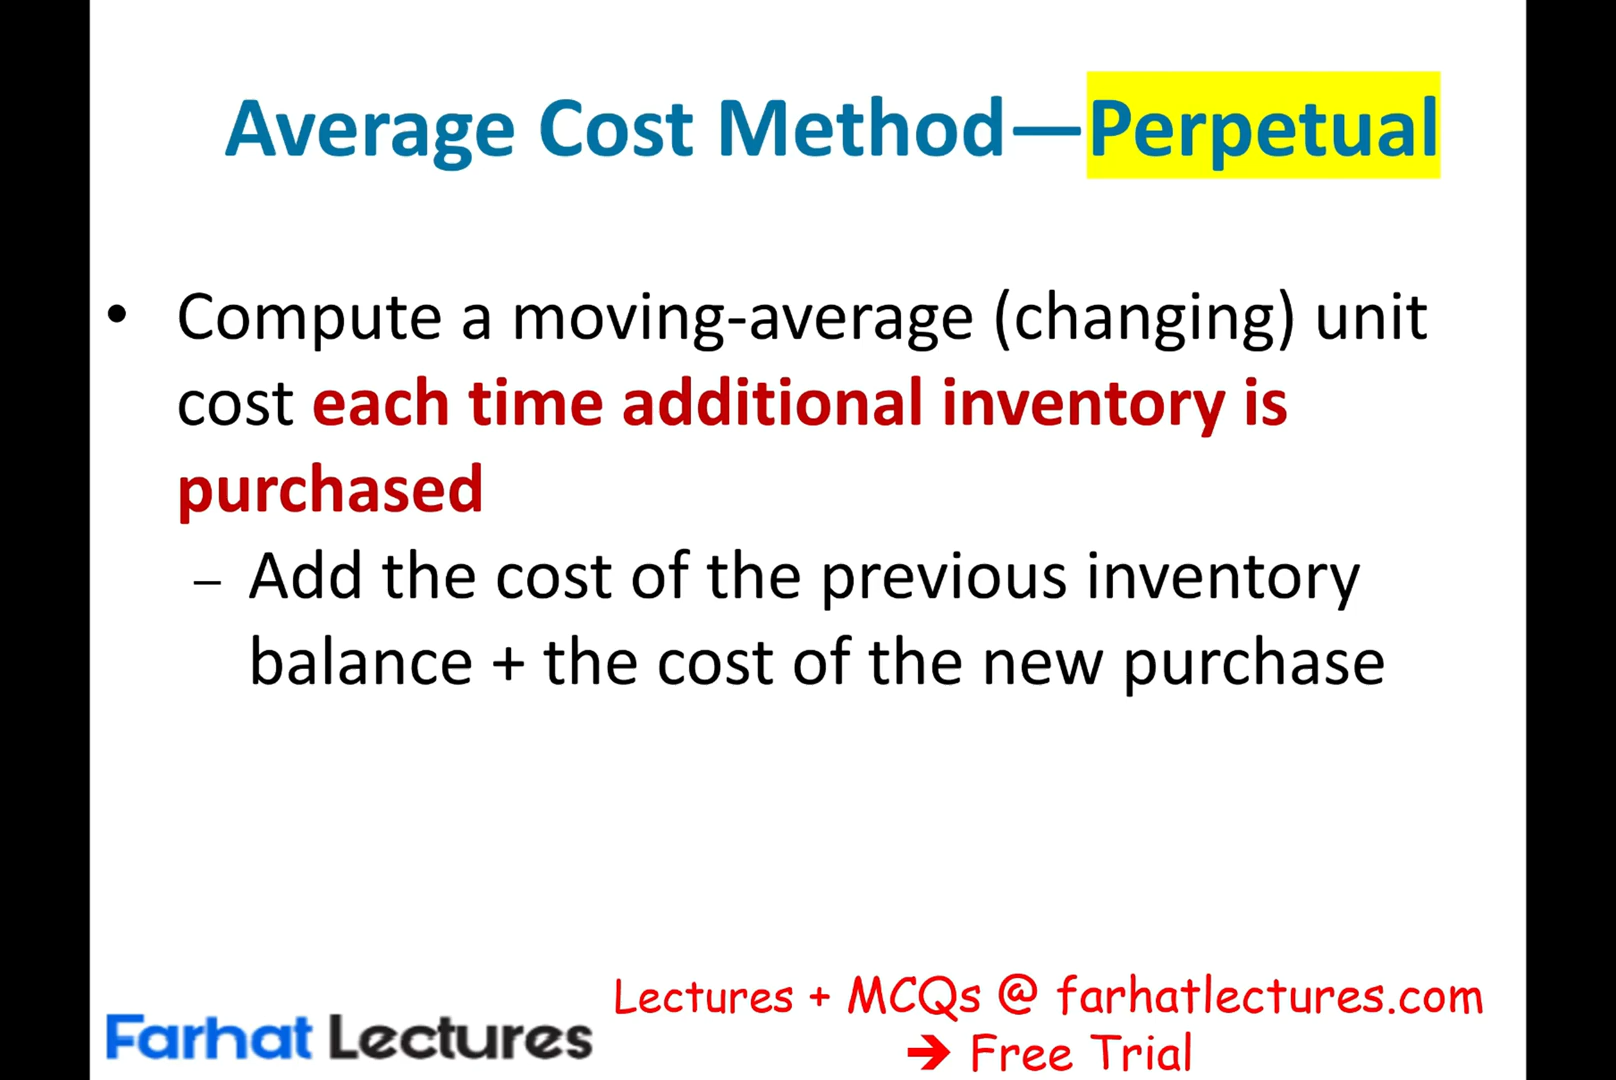 Average Cost Method—Perpetual
• Compute a moving-average (changing) unit
cost each time additional inventory is
purchased
– Add the cost of the previous inventory
balance + the cost of the new purchase
Lectures + MCQs @ farhatlectures.com
Farhat Lectures
➔ Free Trial